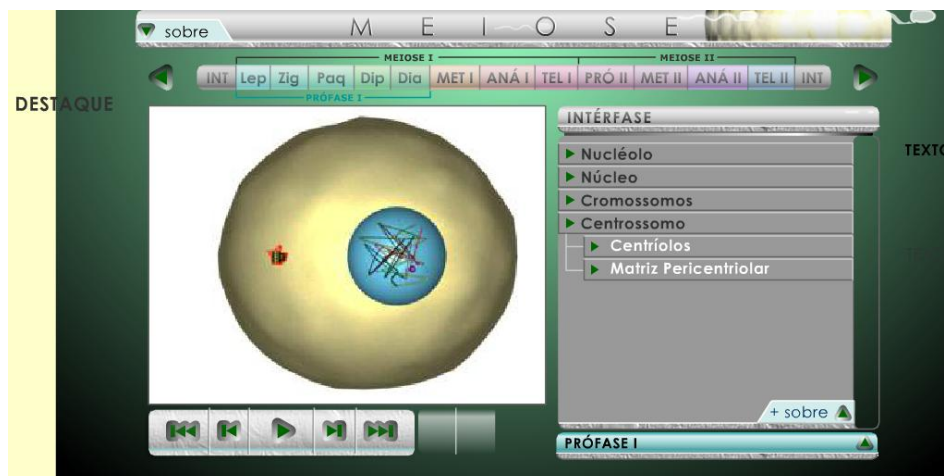 sobre
M E I O S E
MEIOSE I
MEIOSE II
INT Lep Zig Paq Dip Dia MET I ANÁ I TEL I PRÓ II MET II ANÁ II TEL II INT
PRÓFASE I
DESTAQUE
INTÉRFASE
TEXTO
Nucléolo
Núcleo
Cromossomos
Centrossomo
Centríolos
Matriz Pericentriolar
+ sobre
PRÓFASE I